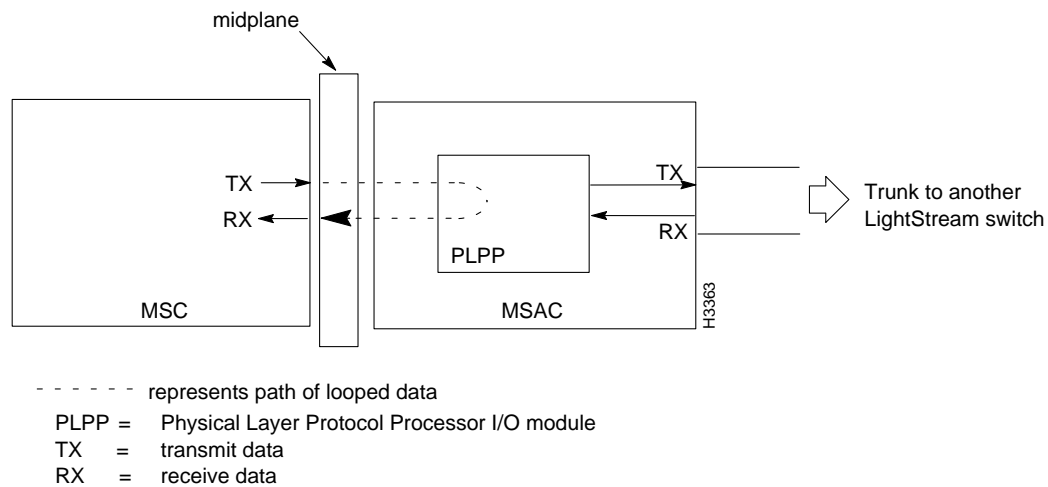 midplane
TX
RX
MSC
PLPP
MSAC
TX
RX
H3363
Trunk to another
LightStream switch
- - - - - - represents path of looped data
PLPP = Physical Layer Protocol Processor I/O module
TX = transmit data
RX = receive data